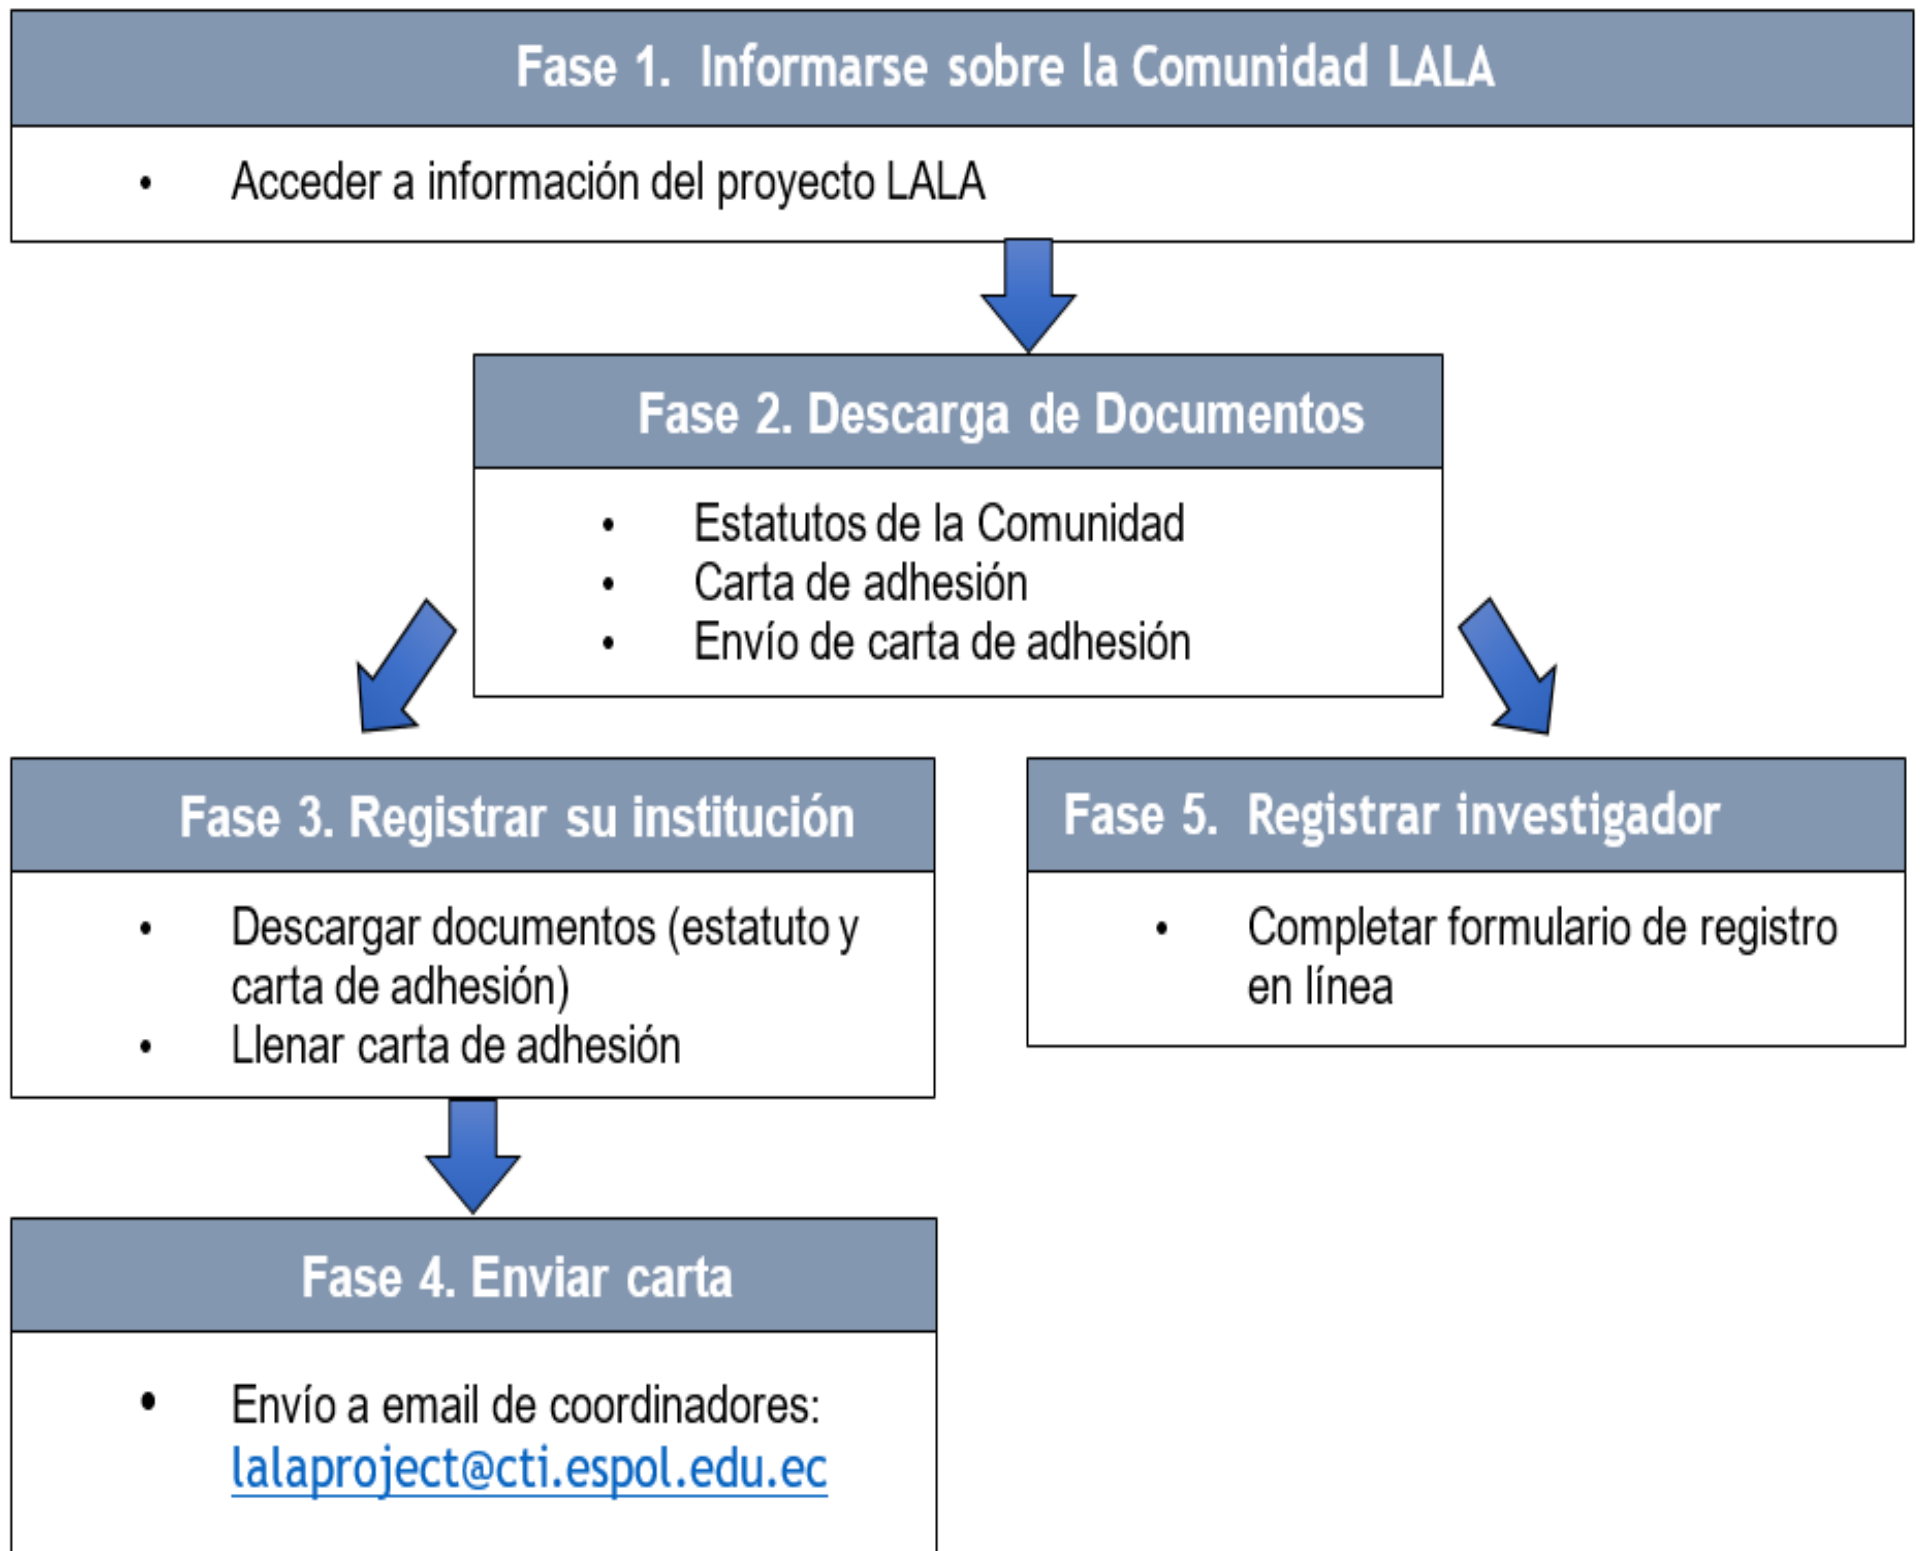 Fase 1. Informarse sobre la Comunidad LALA
• Acceder a información del proyecto LALA
Fase 2. Descarga de Documentos
• Estatutos de la Comunidad
• Carta de adhesión
• Envío de carta de adhesión
Fase 3. Registrar su institución
• Descargar documentos (estatuto y
carta de adhesión)
• Llenar carta de adhesión
Fase 5. Registrar investigador
• Completar formulario de registro
en línea
Fase 4. Enviar carta
• Envío a email de coordinadores:
lalaproject@cti.espol.edu.ec